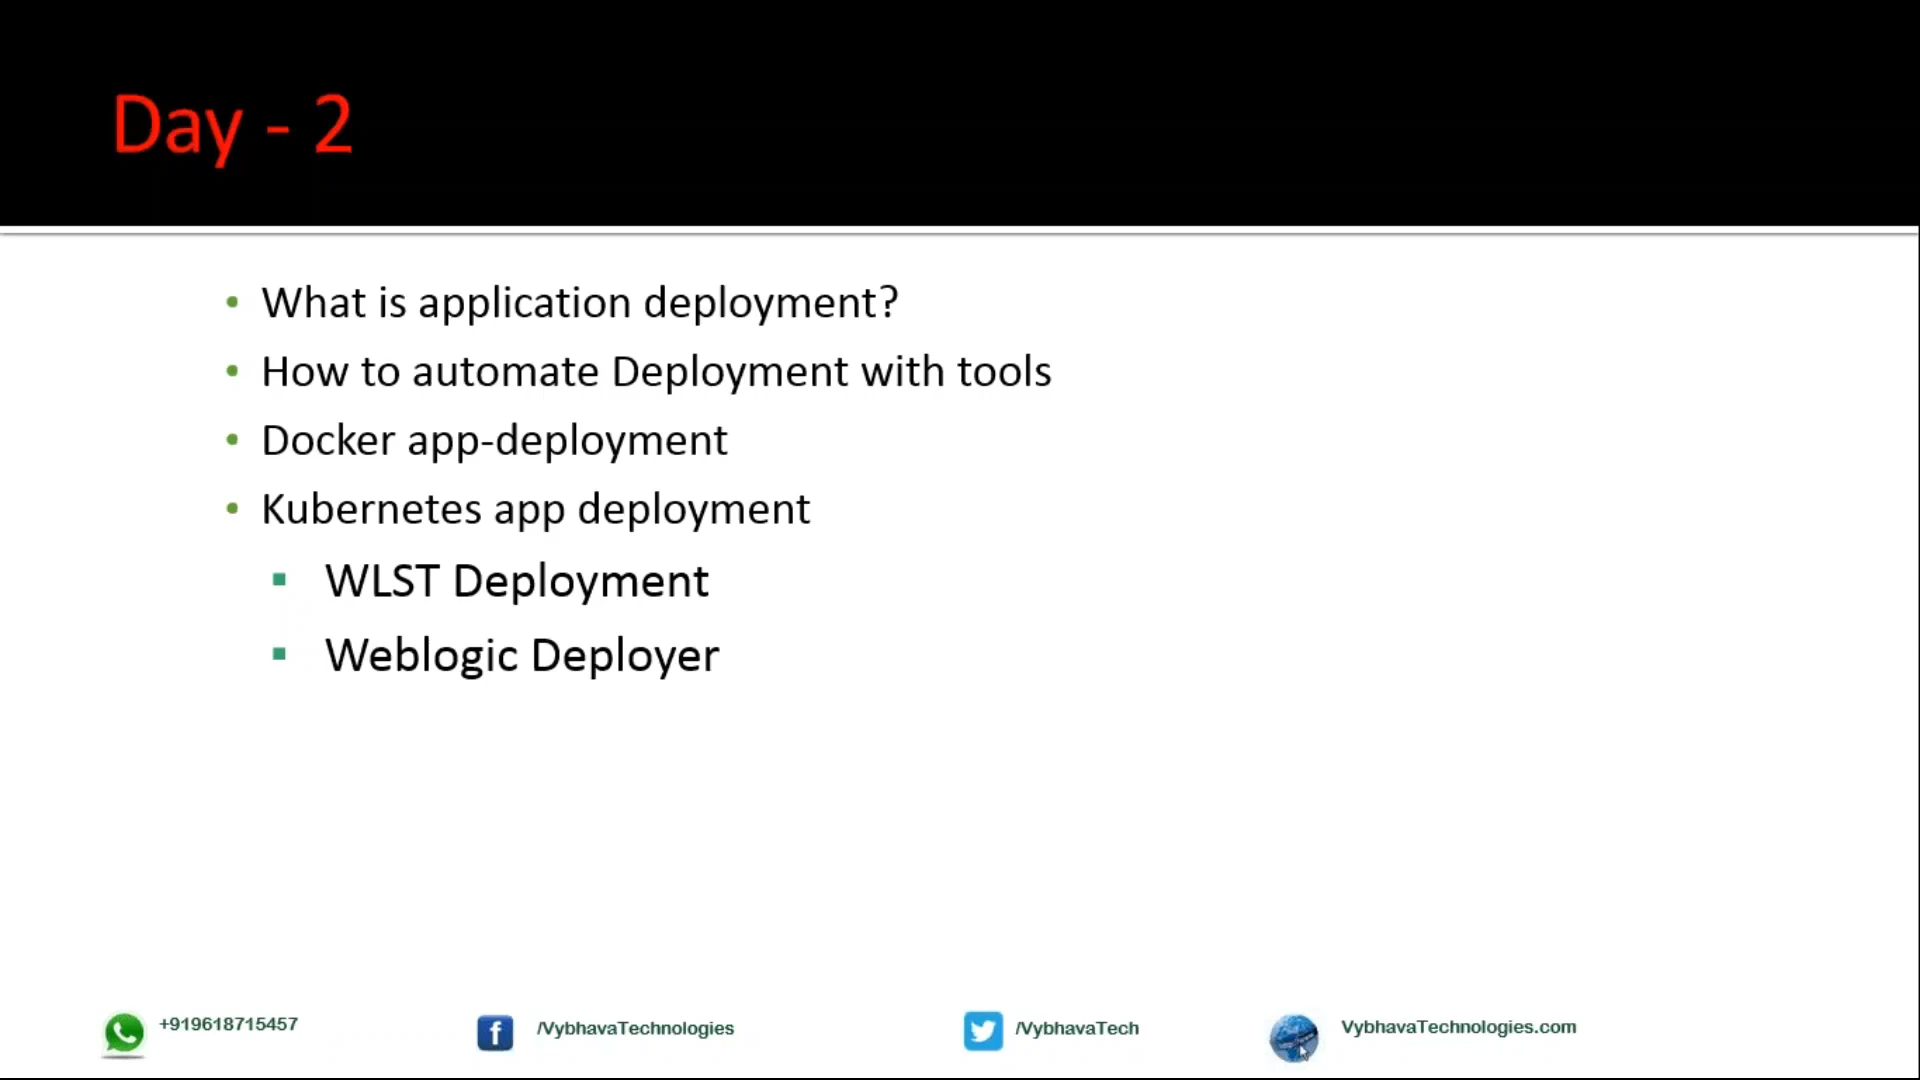 Day - 2
What is application deployment?
How to automate Deployment with tools
Docker app-deployment
Kubernetes app deployment
WLST Deployment
Weblogic Deployer
+919618715457
/VybhavaTechnologies
/VybhavaTech
VybhavaTechnologies.com